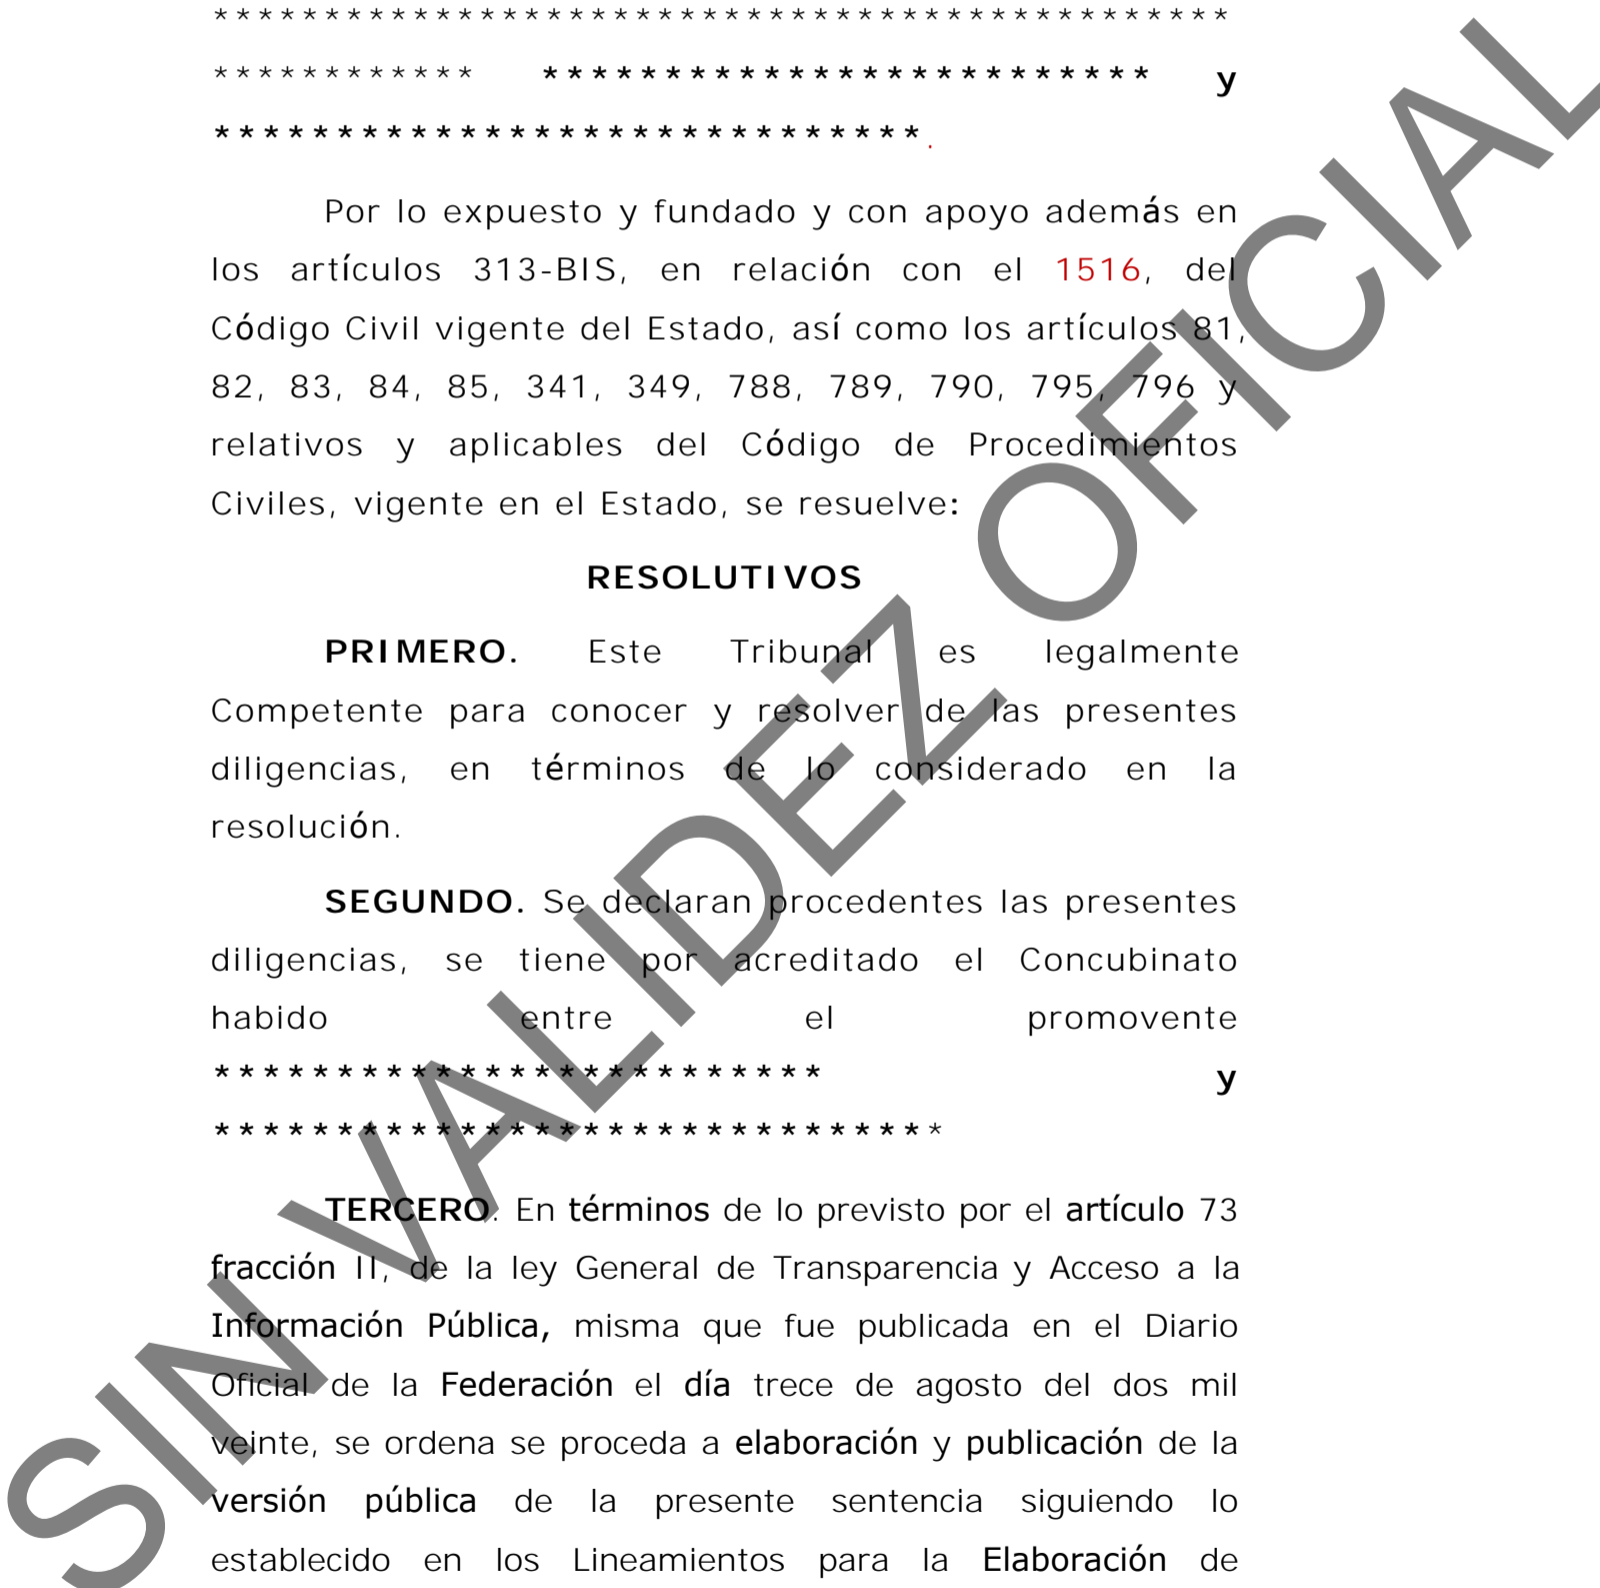 **********************************************
************ ************************* y
*****************************.
Por lo expuesto y fundado y con apoyo además en
los artículos 313-BIS, en relación con el 1516, del
Código Civil vigente del Estado, así como los artículos 81,
82, 83, 84, 85, 341, 349, 788, 789, 790, 795, 796 y
relativos y aplicables del Código de Procedimientos
Civiles, vigente en el Estado, se resuelve:
RESOLUTIVOS
PRIMERO. Este Tribunal es legalmente
Competente para conocer y resolver de las presentes
diligencias, en términos de lo considerado en la
resolución.
SEGUNDO. Se declaran procedentes las presentes
diligencias, se tiene por acreditado el Concubinato
habido entre el promovente
************************* y
******************************
TERCERO. En términos de lo previsto por el artículo 73
fracción II, de la ley General de Transparencia y Acceso a la
Información Pública, misma que fue publicada en el Diario
Oficial de la Federación el día trece de agosto del dos mil
veinte, se ordena se proceda a elaboración y publicación de la
versión pública de la presente sentencia siguiendo lo
establecido en los Lineamientos para la Elaboración de
SIN VALIDEZ OFICIAL